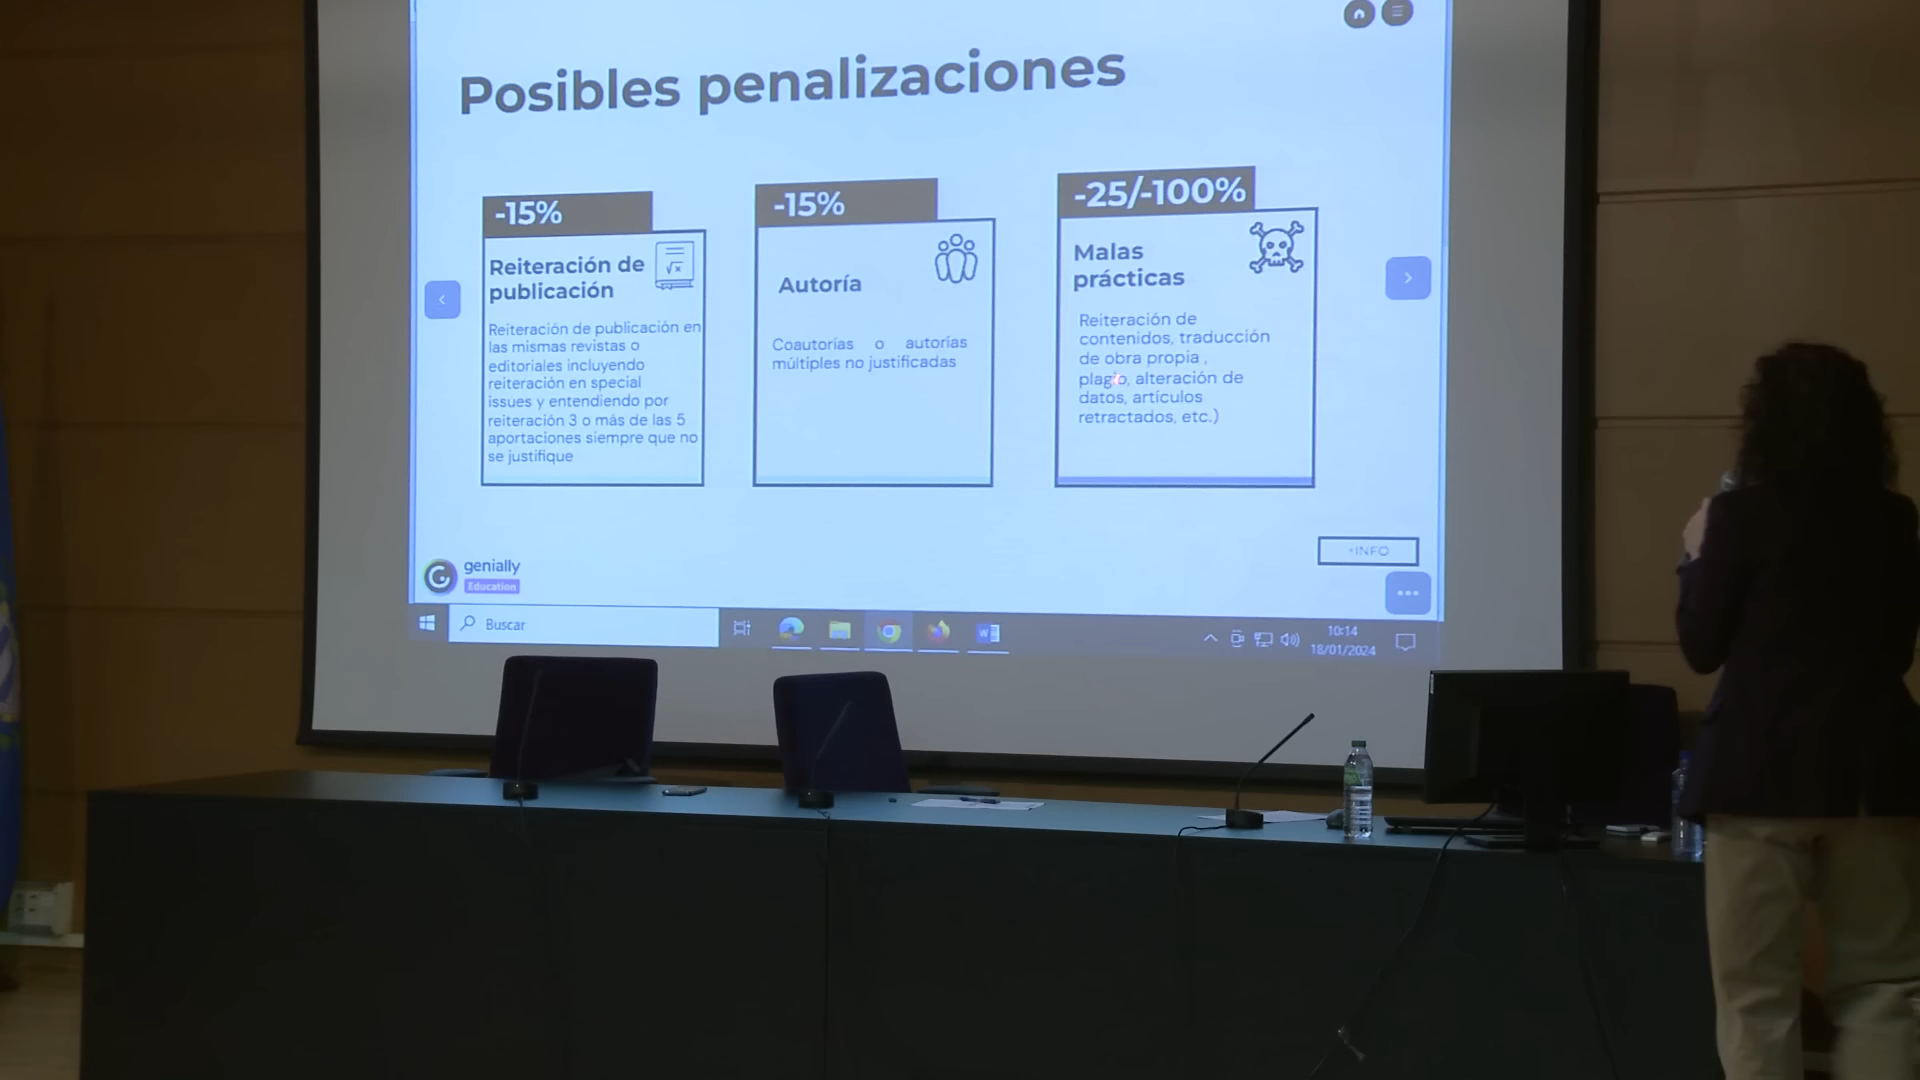 Posibles penalizaciones
-15%
Reiteración de
publicación
Reiteración de publicación en
las mismas revistas o
editoriales incluyendo
reiteración en special
issues y entendiendo por
reiteración 3 o más de las 5
aportaciones siempre que no
se justifique
-15%
Autoría
Coautorías o autorías
múltiples no justificadas
-25/-100%
Malas
prácticas
Reiteración de
contenidos, traducción
de obra propia ,
plagio, alteración de
datos, artículos
retractados, etc.)
+INFO
genially
Education
Buscar
10:14
18/01/2024